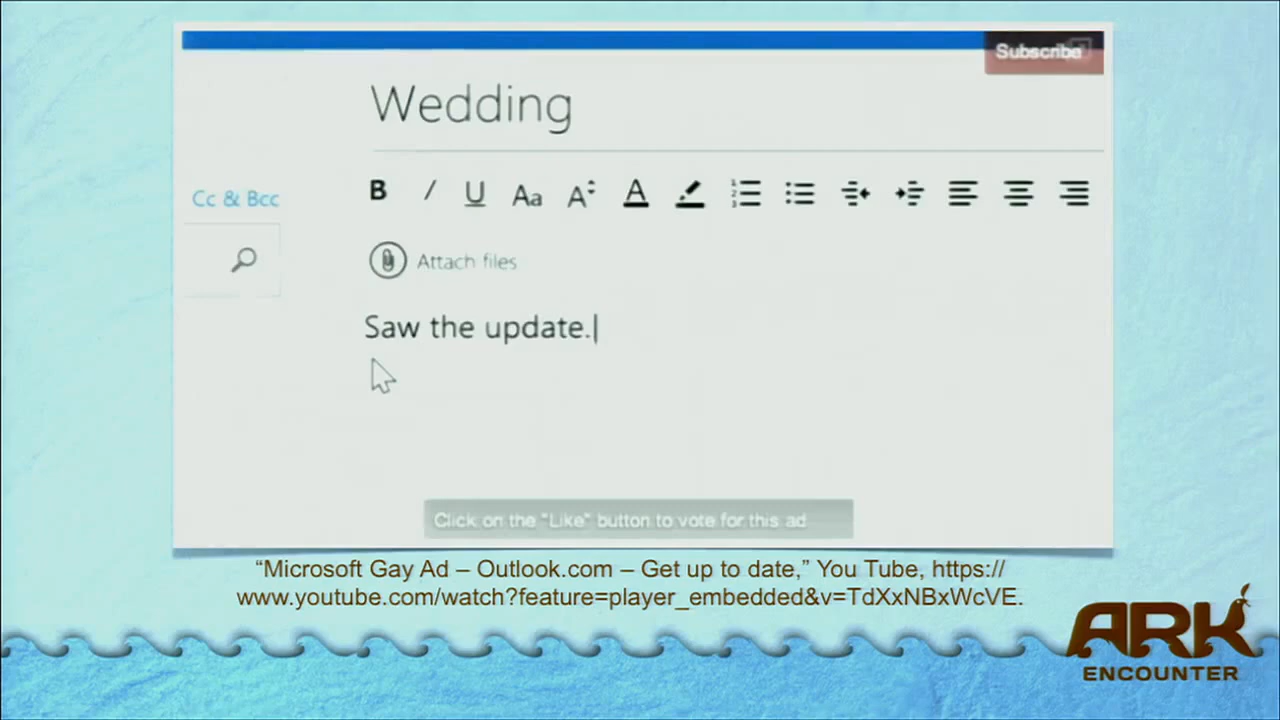 Subscribe
Wedding
Cc & Bcc
B / U Aa A A
Attach files
Saw the update.
Click on the "Like" button to vote for this ad
“Microsoft Gay Ad – Outlook.com – Get up to date,” You Tube, https://
www.youtube.com/watch?feature=player_embedded&v=TdXxNBxWcVE.
ARK
ENCOUNTER